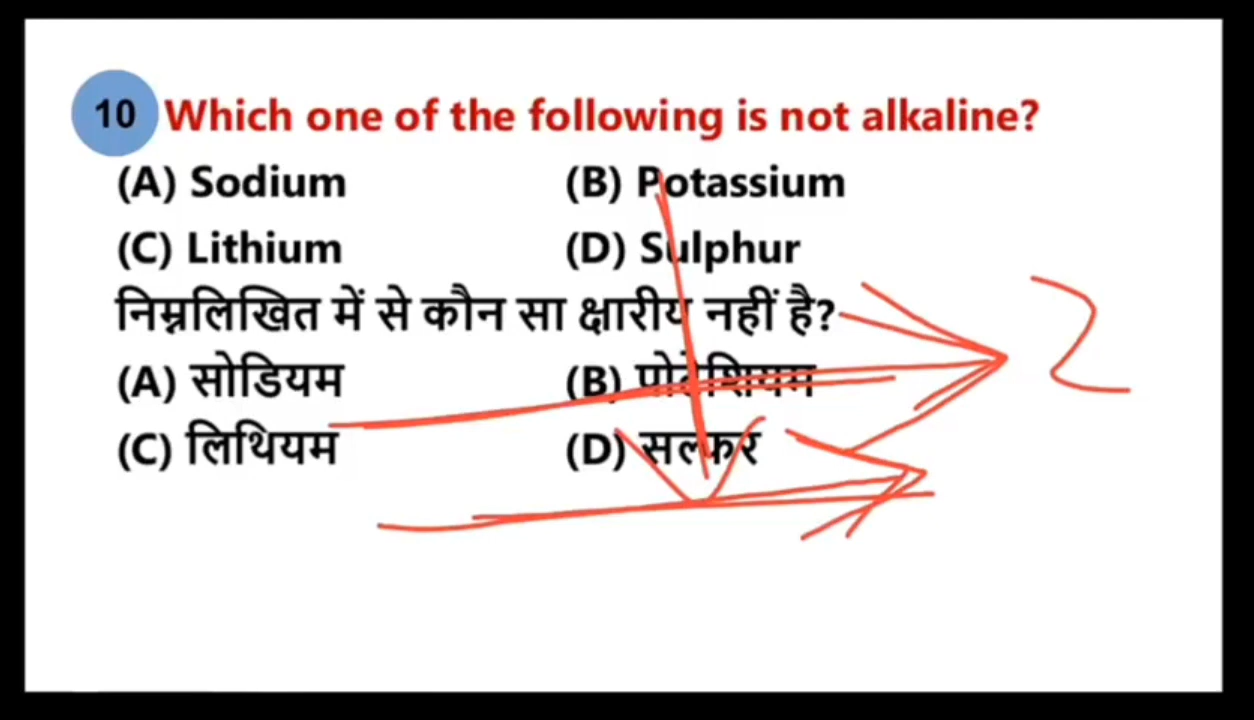 10 Which one of the following is not alkaline?
(A) Sodium (B) Potassium
(C) Lithium (D) Sulphur
निम्नलिखित में से कौन सा क्षारीय नहीं है?
(A) सोडियम (B) पोटेशियम
(C) लिथियम (D) सल्फर
2